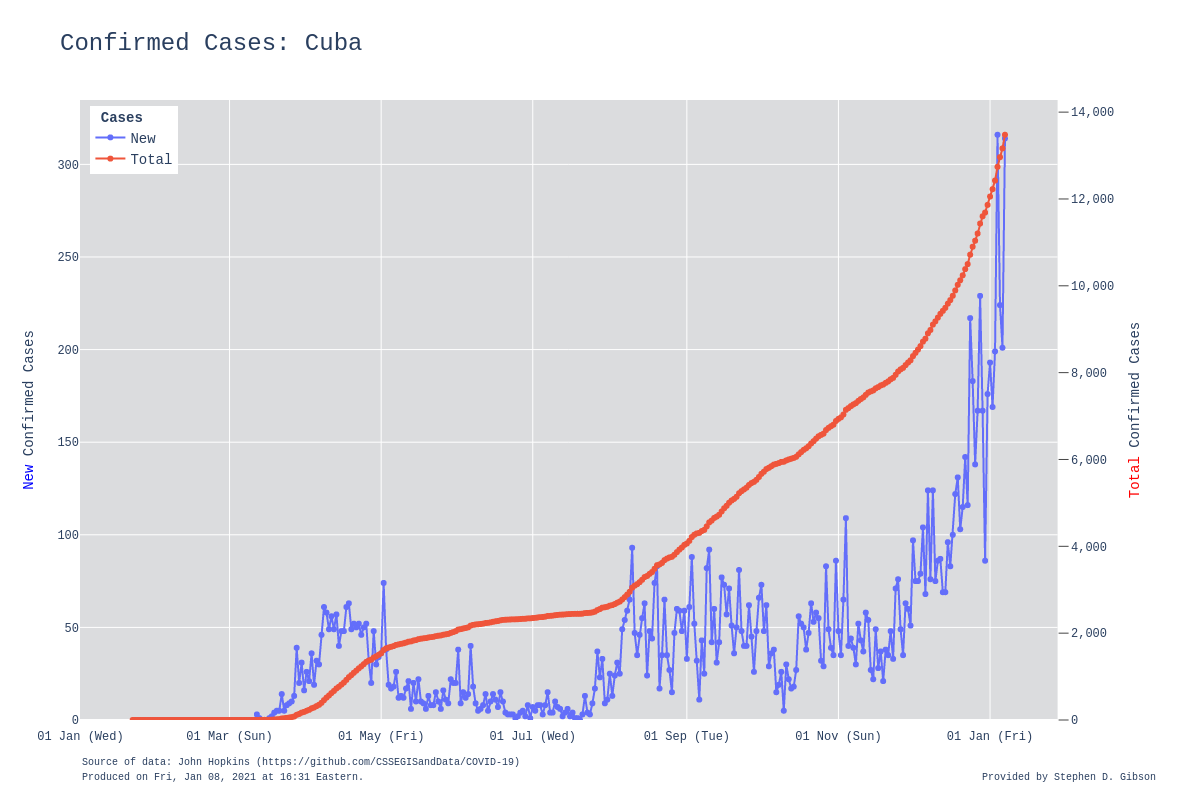 Confirmed Cases: Cuba
Cases
New
Total
300
250
200
150
100
50
0
14,000
12,000
10,000
8,000
6,000
4,000
2,000
0
New Confirmed Cases
Total Confirmed Cases
01 Jan (Wed) 01 Mar (Sun) 01 May (Fri) 01 Jul (Wed) 01 Sep (Tue) 01 Nov (Sun) 01 Jan (Fri)
Source of data: John Hopkins (https://github.com/CSSEGISandData/COVID-19)
Produced on Fri, Jan 08, 2021 at 16:31 Eastern.
Provided by Stephen D. Gibson